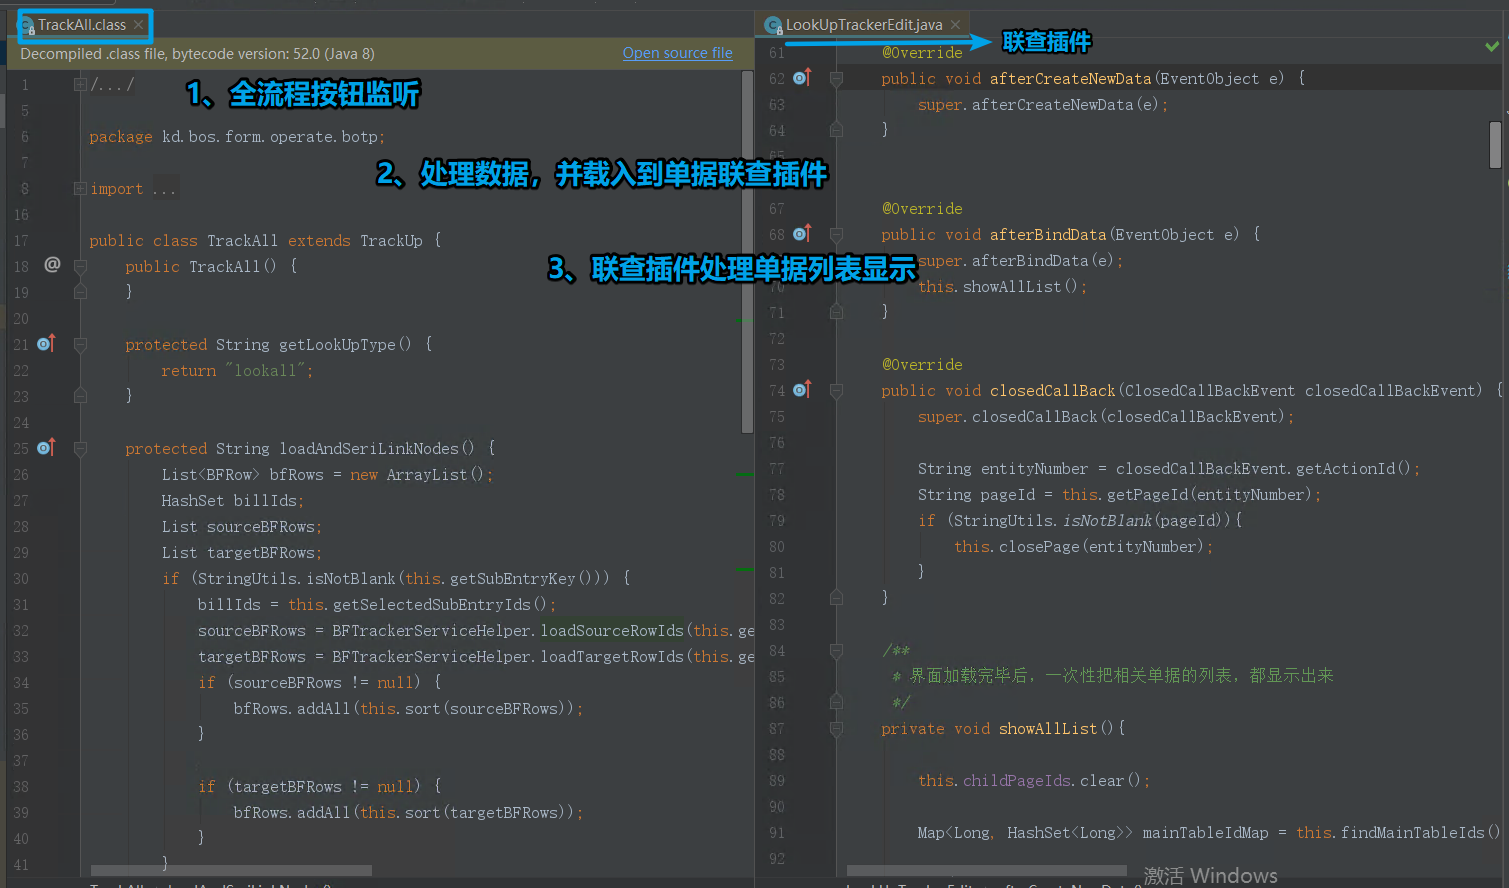 TrackAll.class
Decompiled .class file, bytecode version: 52.0 (Java 8)
Open source file
1、全流程按钮监听
2、处理数据，并载入到单据联查插件
3、联查插件处理单据列表显示
1 /.../
5
6 package kd.bos.form.operate.botp;
7
8 import ...
16
17 public class TrackAll extends TrackUp {
18 @ public TrackAll() {
19 }
20
21 protected String getLookUpType() {
22 return "lookall";
23 }
24
25 protected String loadAndSeriLinkNodes() {
26 List<BFRow> bfRows = new ArrayList();
27 HashSet billIds;
28 List sourceBFRows;
29 List targetBFRows;
30 if (StringUtils.isNotBlank(this.getSubEntryKey())) {
31 billIds = this.getSelectedSubEntryIds();
32 sourceBFRows = BFTrackerServiceHelper.loadSourceRowIds(this.ge
33 targetBFRows = BFTrackerServiceHelper.loadTargetRowIds(this.ge
34 if (sourceBFRows != null) {
35 bfRows.addAll(this.sort(sourceBFRows));
36 }
37
38 if (targetBFRows != null) {
39 bfRows.addAll(this.sort(targetBFRows));
40 }
41 }
LookUpTrackerEdit.java
联查插件
61 @Override
62 public void afterCreateNewData(EventObject e) {
63 super.afterCreateNewData(e);
64 }
65
67 @Override
68 public void afterBindData(EventObject e) {
super.afterBindData(e);
70 this.showAllList();
71 }
72
73 @Override
74 public void closedCallBack(ClosedCallBackEvent closedCallBackEvent) {
75 super.closedCallBack(closedCallBackEvent);
76
77 String entityNumber = closedCallBackEvent.getActionId();
78 String pageId = this.getPageId(entityNumber);
79 if (StringUtils.isNotBlank(pageId)){
80 this.closePage(entityNumber);
81 }
82 }
83
84 /**
85 * 界面加载完毕后，一次性把相关单据的列表，都显示出来
86 */
87 private void showAllList(){
88
89 this.childPageIds.clear();
90
91 Map<Long, HashSet<Long>> mainTableIdMap = this.findMainTableIds()
92
激活 Windows